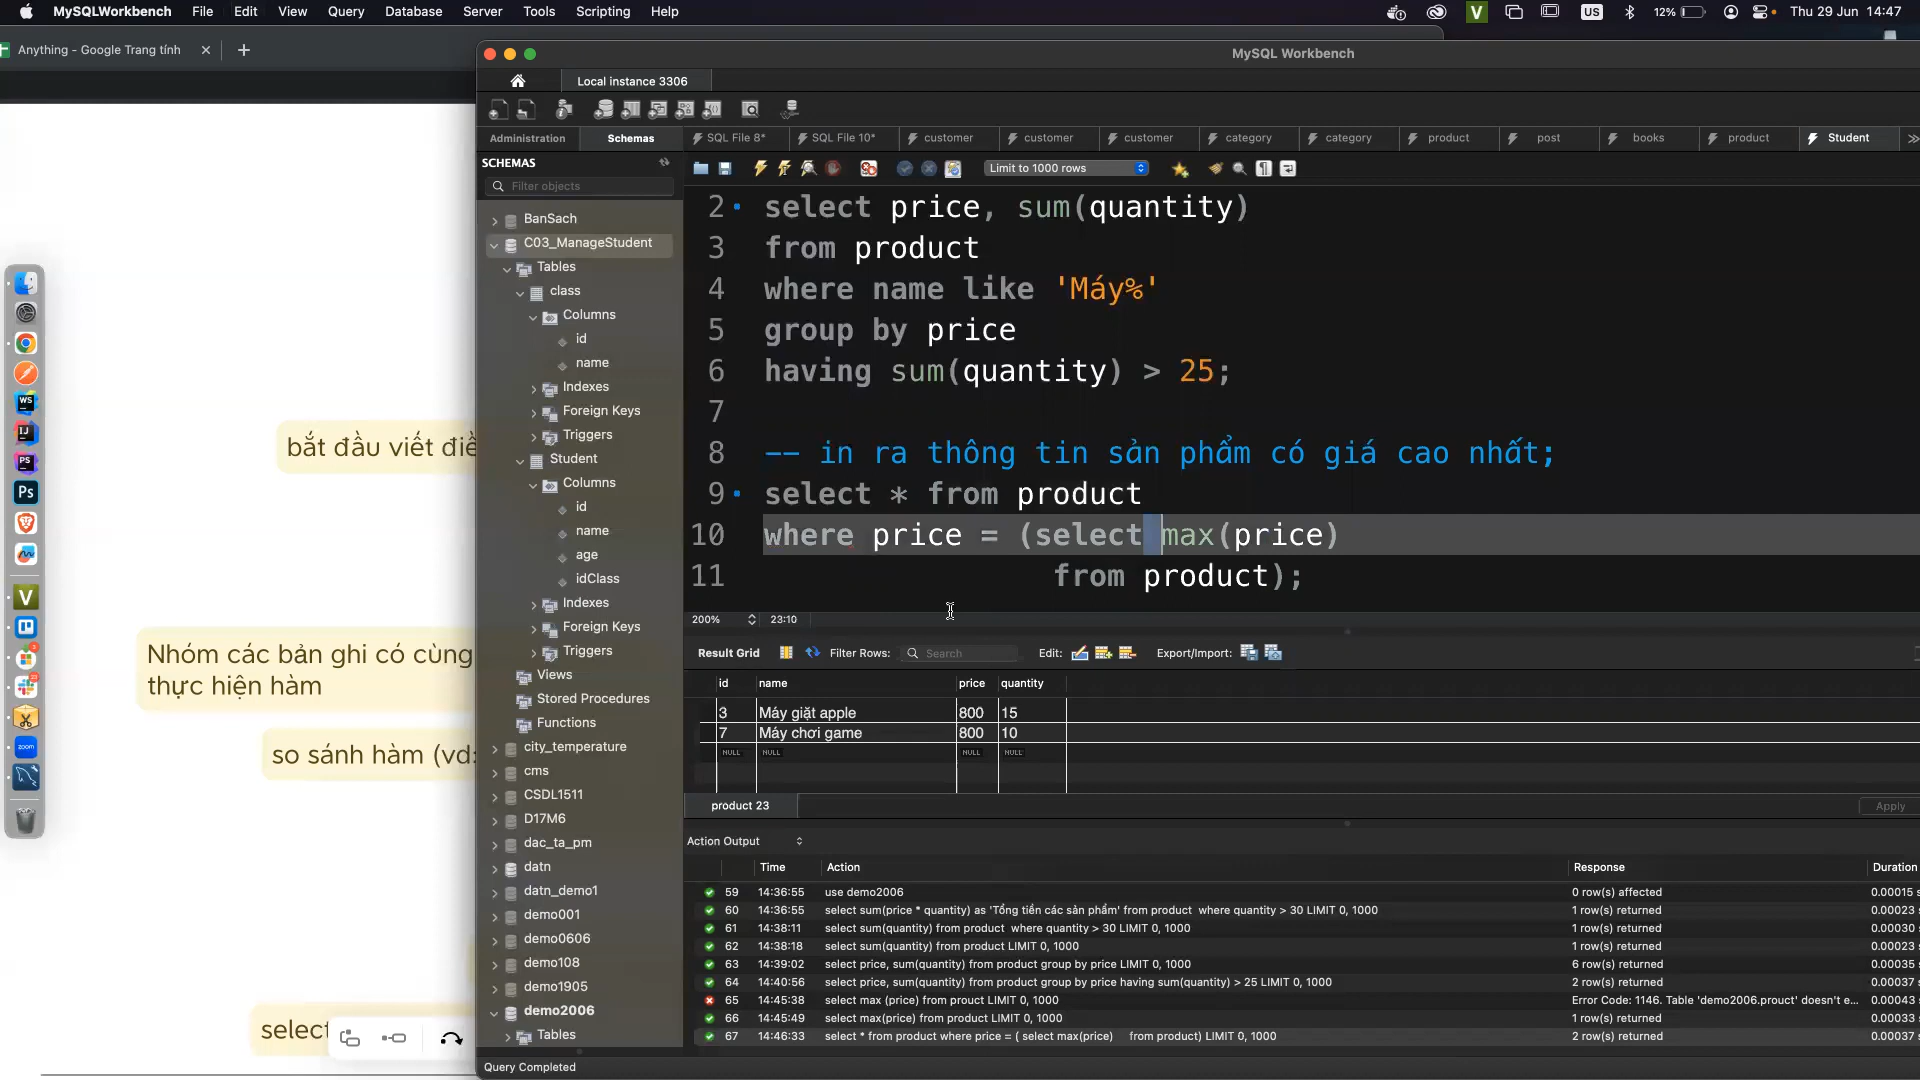 MySQLWorkbench File Edit View Query Database Server Tools Scripting Help
V US 12% Thu 29 Jun 14:47
Anything - Google Trang tính
MySQL Workbench
Local instance 3306
Administration Schemas
SQL File 8* SQL File 10* customer customer customer category category product post books product Student
SCHEMAS
Limit to 1000 rows
Filter objects
BanSach
C03_ManageStudent
Tables
class
Columns
id
name
Indexes
Foreign Keys
Triggers
Student
Columns
id
name
age
idClass
Indexes
Foreign Keys
Triggers
Views
Stored Procedures
Functions
city_temperature
cms
CSDL1511
D17M6
dac_ta_pm
datn
datn_demo1
demo001
demo0606
demo108
demo1905
demo2006
Tables
2 select price, sum(quantity)
3 from product
4 where name like 'Máy%'
5 group by price
6 having sum(quantity) > 25;
7
8 -- in ra thông tin sản phẩm có giá cao nhất;
9 select * from product
10 where price = (select max(price)
11 from product);
200% 23:10
Result Grid Filter Rows: Search Edit: Export/Import:
id name price quantity
3 Máy giặt apple 800 15
7 Máy chơi game 800 10
NULL NULL NULL NULL
product 23 Apply
Action Output
Time Action Response Duration
59 14:36:55 use demo2006 0 row(s) affected 0.00015 s
60 14:36:55 select sum(price * quantity) as 'Tổng tiền các sản phẩm' from product where quantity > 30 LIMIT 0, 1000 1 row(s) returned 0.00023 s
61 14:38:11 select sum(quantity) from product where quantity > 30 LIMIT 0, 1000 1 row(s) returned 0.00030 s
62 14:38:18 select sum(quantity) from product LIMIT 0, 1000 1 row(s) returned 0.00023 s
63 14:39:02 select price, sum(quantity) from product group by price LIMIT 0, 1000 6 row(s) returned 0.00035 s
64 14:40:56 select price, sum(quantity) from product group by price having sum(quantity) > 25 LIMIT 0, 1000 2 row(s) returned 0.00037 s
65 14:45:38 select max (price) from prouct LIMIT 0, 1000 Error Code: 1146. Table 'demo2006.prouct' doesn't e... 0.00043 s
66 14:45:49 select max(price) from product LIMIT 0, 1000 1 row(s) returned 0.00033 s
67 14:46:33 select * from product where price = ( select max(price) from product) LIMIT 0, 1000 2 row(s) returned 0.00037 s
Query Completed
bắt đầu viết điề
Nhóm các bản ghi có cùng
thực hiện hàm
so sánh hàm (vd:
select
WS
IJ
PS
Ps
V
zoom